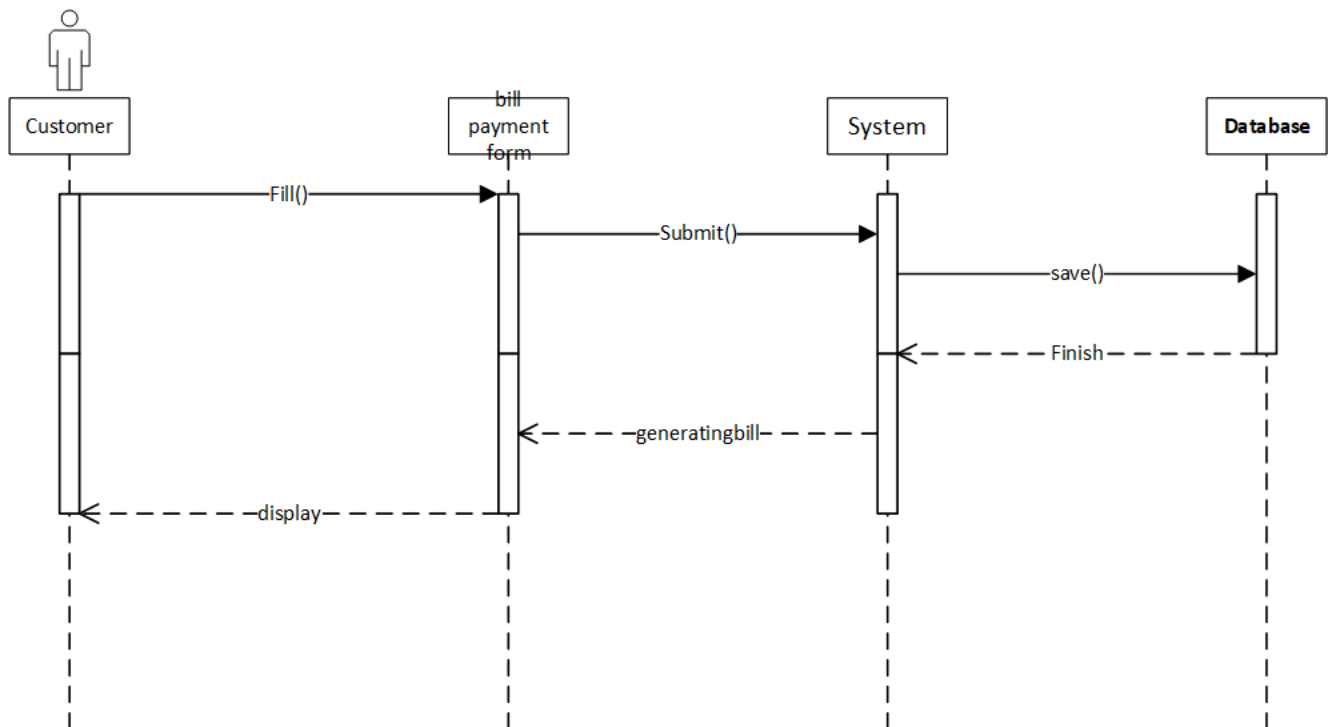 bill
payment
form
Customer
System
Database
Fill()
Submit()
save()
Finish
generatingbill
display